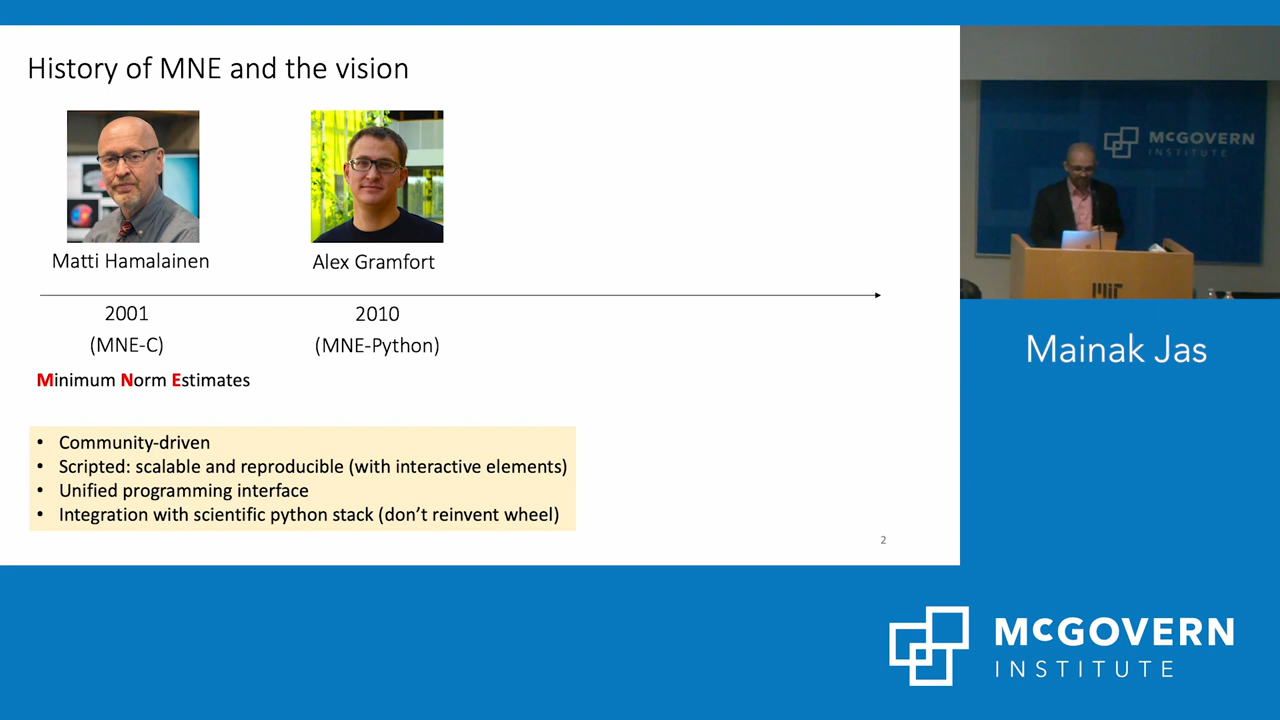 History of MNE and the vision
Matti Hamalainen
Alex Gramfort
2001
2010
(MNE-C)
(MNE-Python)
Minimum Norm Estimates
• Community-driven
• Scripted: scalable and reproducible (with interactive elements)
• Unified programming interface
• Integration with scientific python stack (don’t reinvent wheel)
2
McGOVERN
INSTITUTE
MIT
Mainak Jas
McGOVERN
INSTITUTE